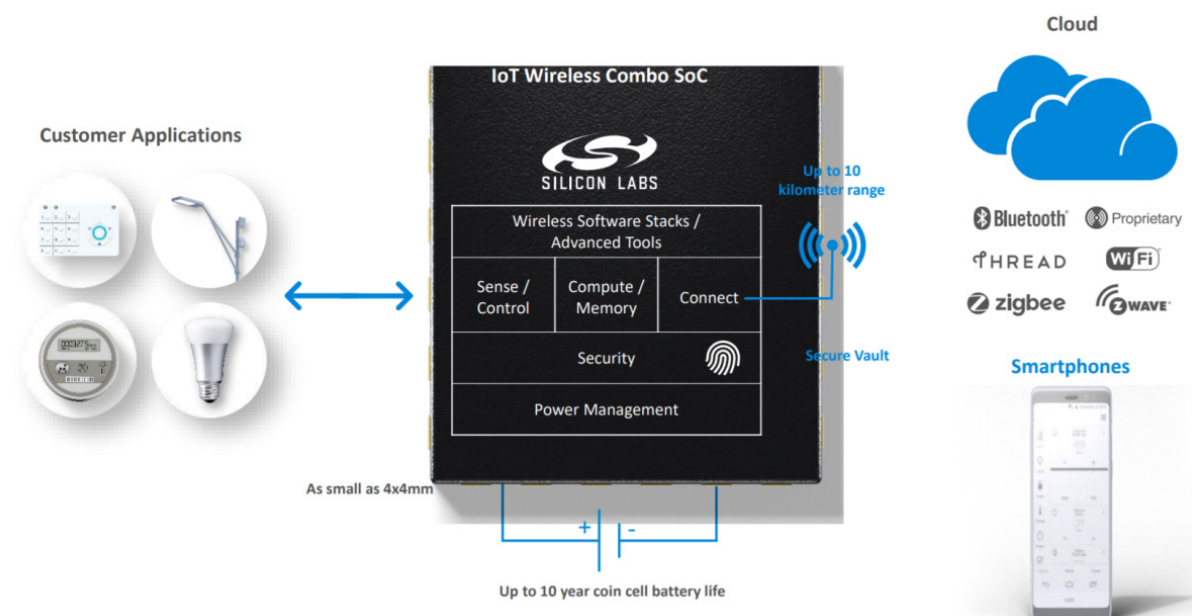 Cloud
IoT Wireless Combo SoC
Customer Applications
SILICON LABS
Up to 10
kilometer range
Wireless Software Stacks /
Advanced Tools
Bluetooth
Proprietary
THREAD
WiFi
Sense /
Control
Compute /
Memory
Connect
zigbee
Z WAVE
Security
Secure Vault
Smartphones
Power Management
As small as 4x4mm
+
-
Up to 10 year coin cell battery life